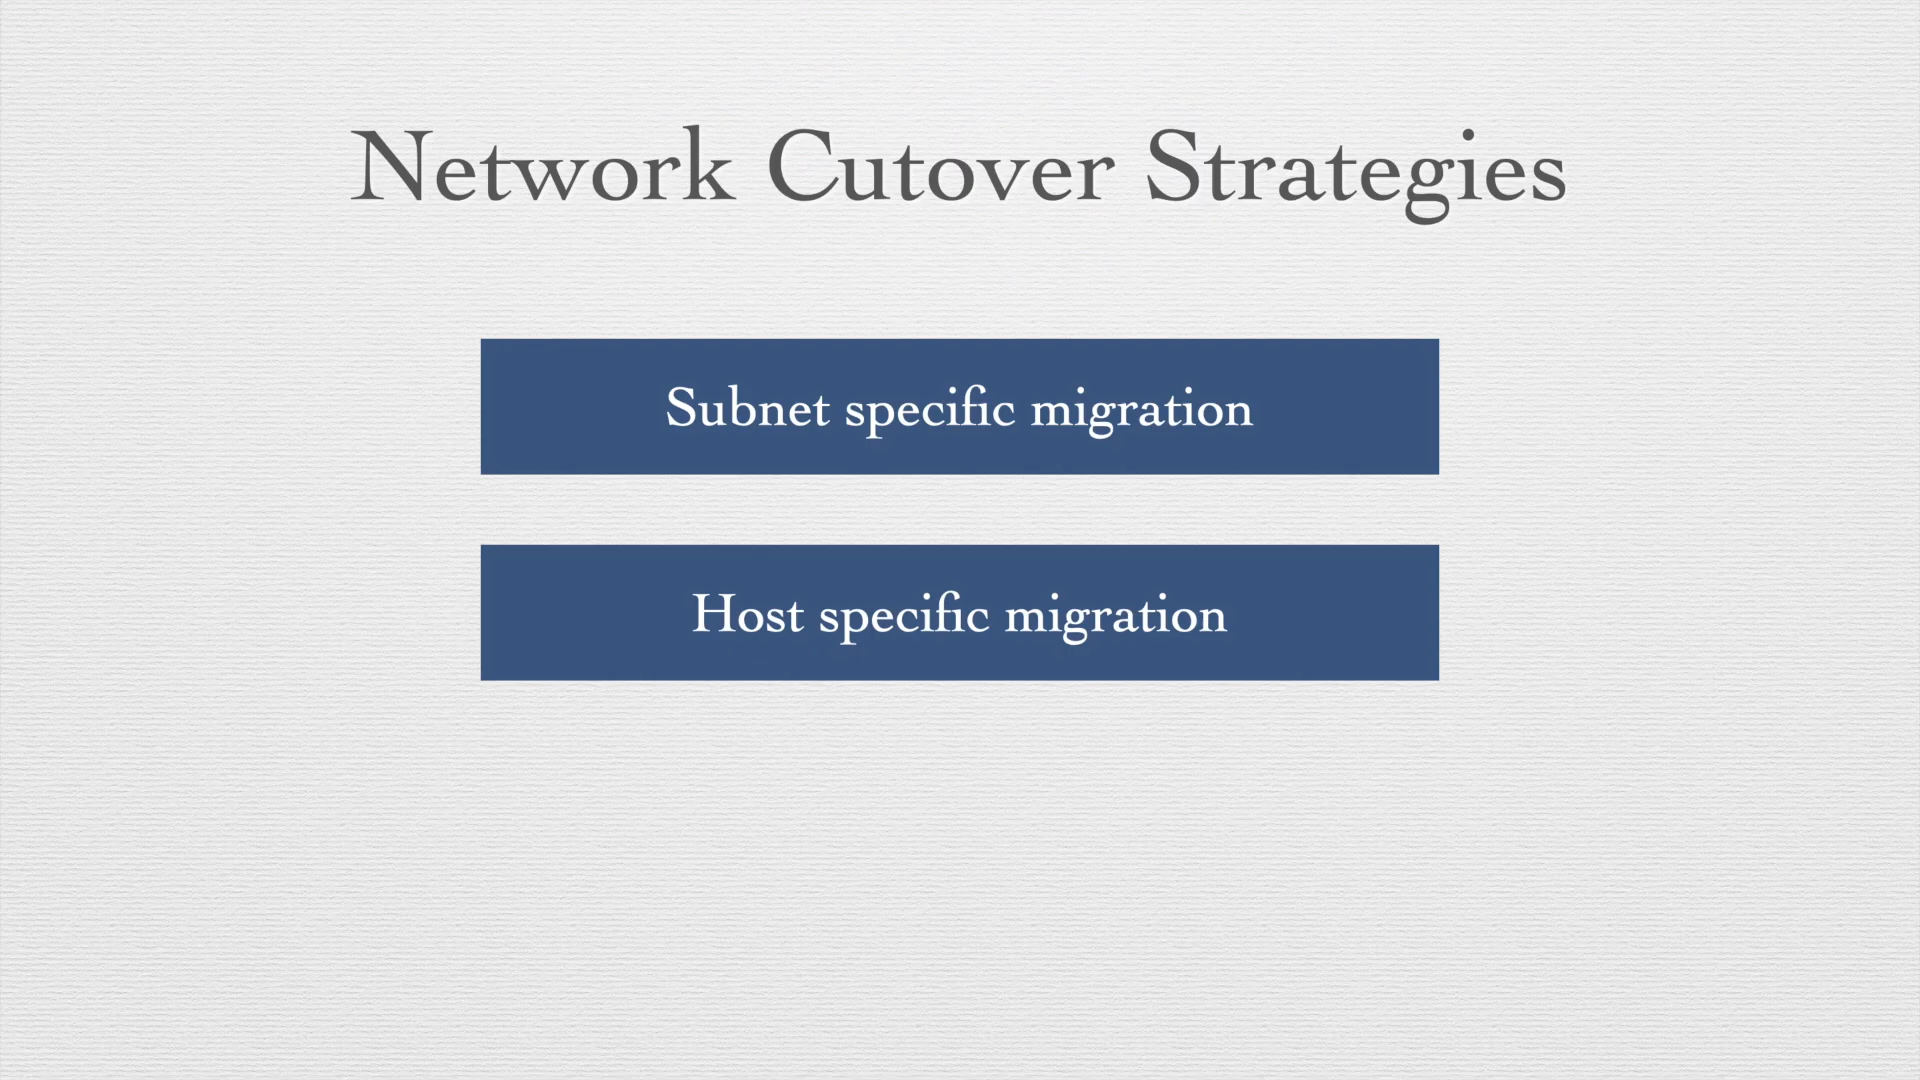 Network Cutover Strategies
Subnet specific migration
Host specific migration